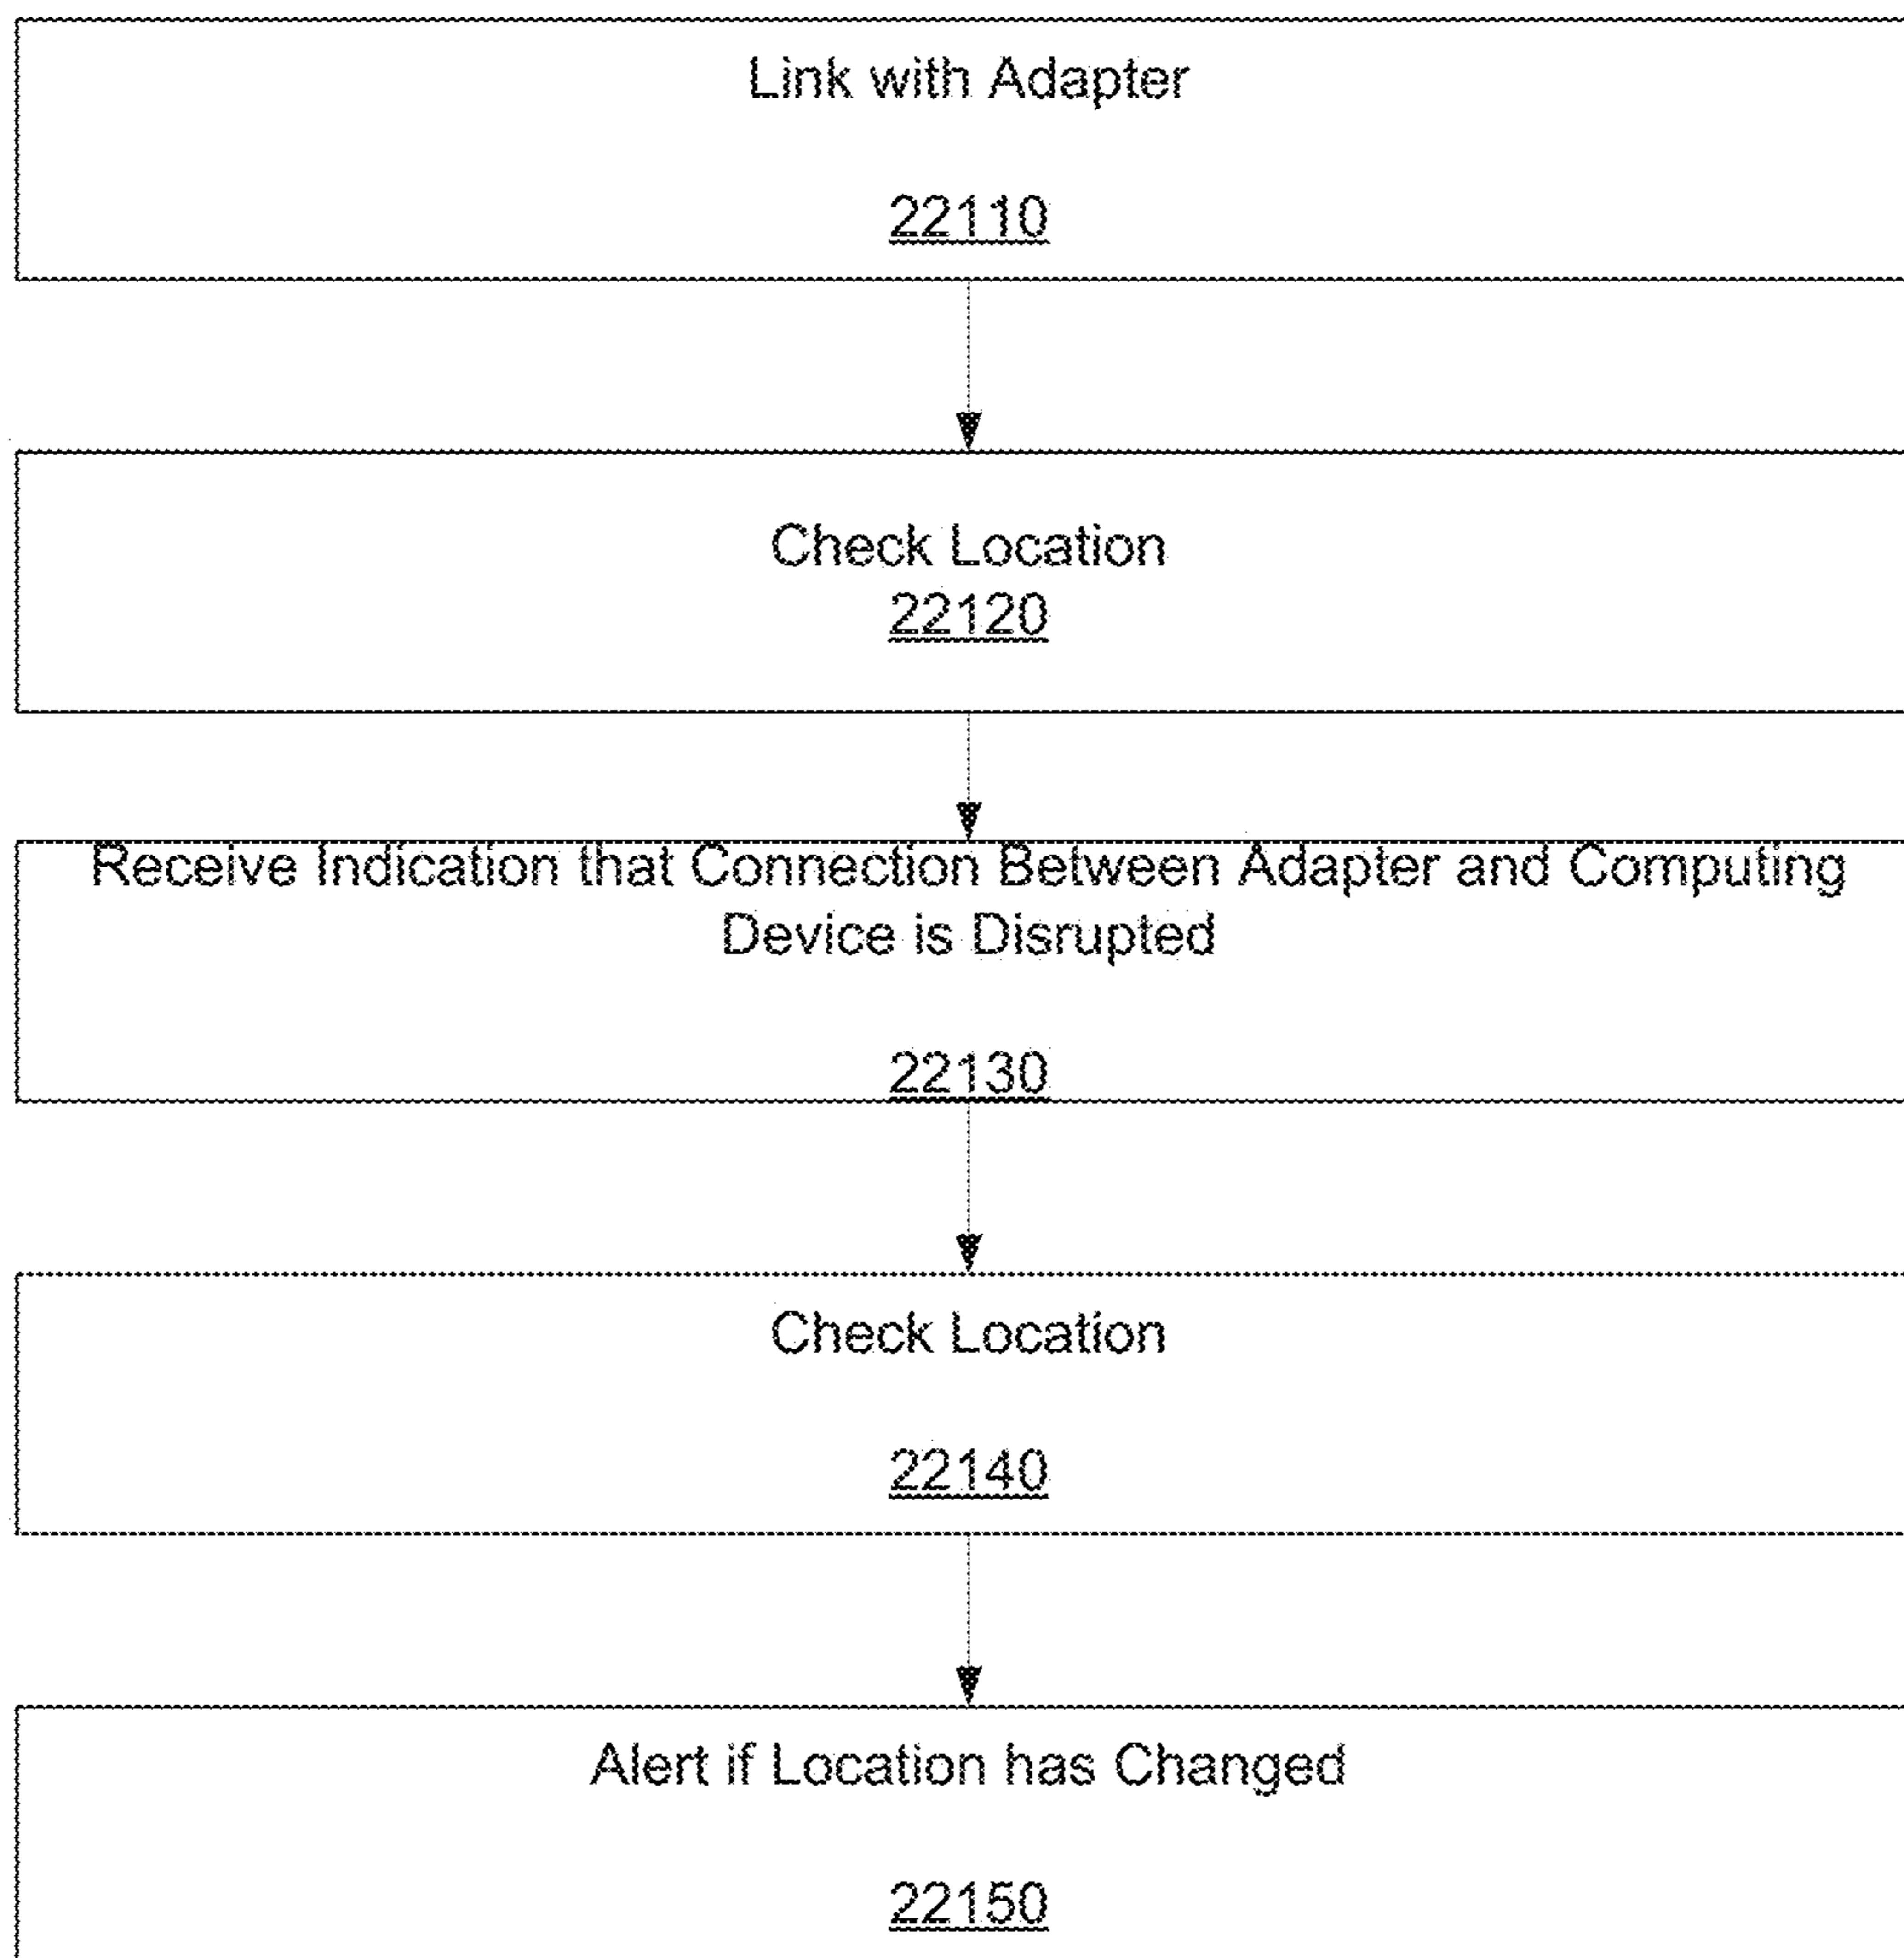 Link with Adapter
22110
Check Location
22120
Receive Indication that Connection Between Adapter and Computing
Device is Disrupted
22130
Check Location
22140
Alert if Location has Changed
22150